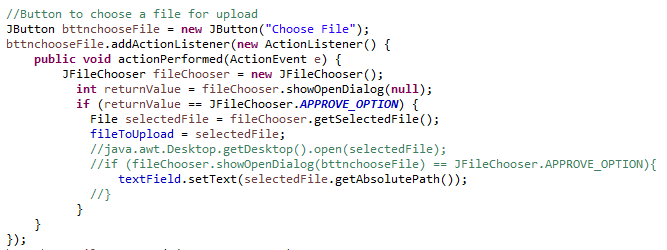 //Button to choose a file for upload
JButton bttnchooseFile = new JButton("Choose File");
bttnchooseFile.addActionListener(new ActionListener() {
    public void actionPerformed(ActionEvent e) {
        JFileChooser fileChooser = new JFileChooser();
          int returnValue = fileChooser.showOpenDialog(null);
          if (returnValue == JFileChooser.APPROVE_OPTION) {
            File selectedFile = fileChooser.getSelectedFile();
            fileToUpload = selectedFile;
            //java.awt.Desktop.getDesktop().open(selectedFile);
            //if (fileChooser.showOpenDialog(bttnchooseFile) == JFileChooser.APPROVE_OPTION){
                textField.setText(selectedFile.getAbsolutePath());
            //}
          }
    }
});